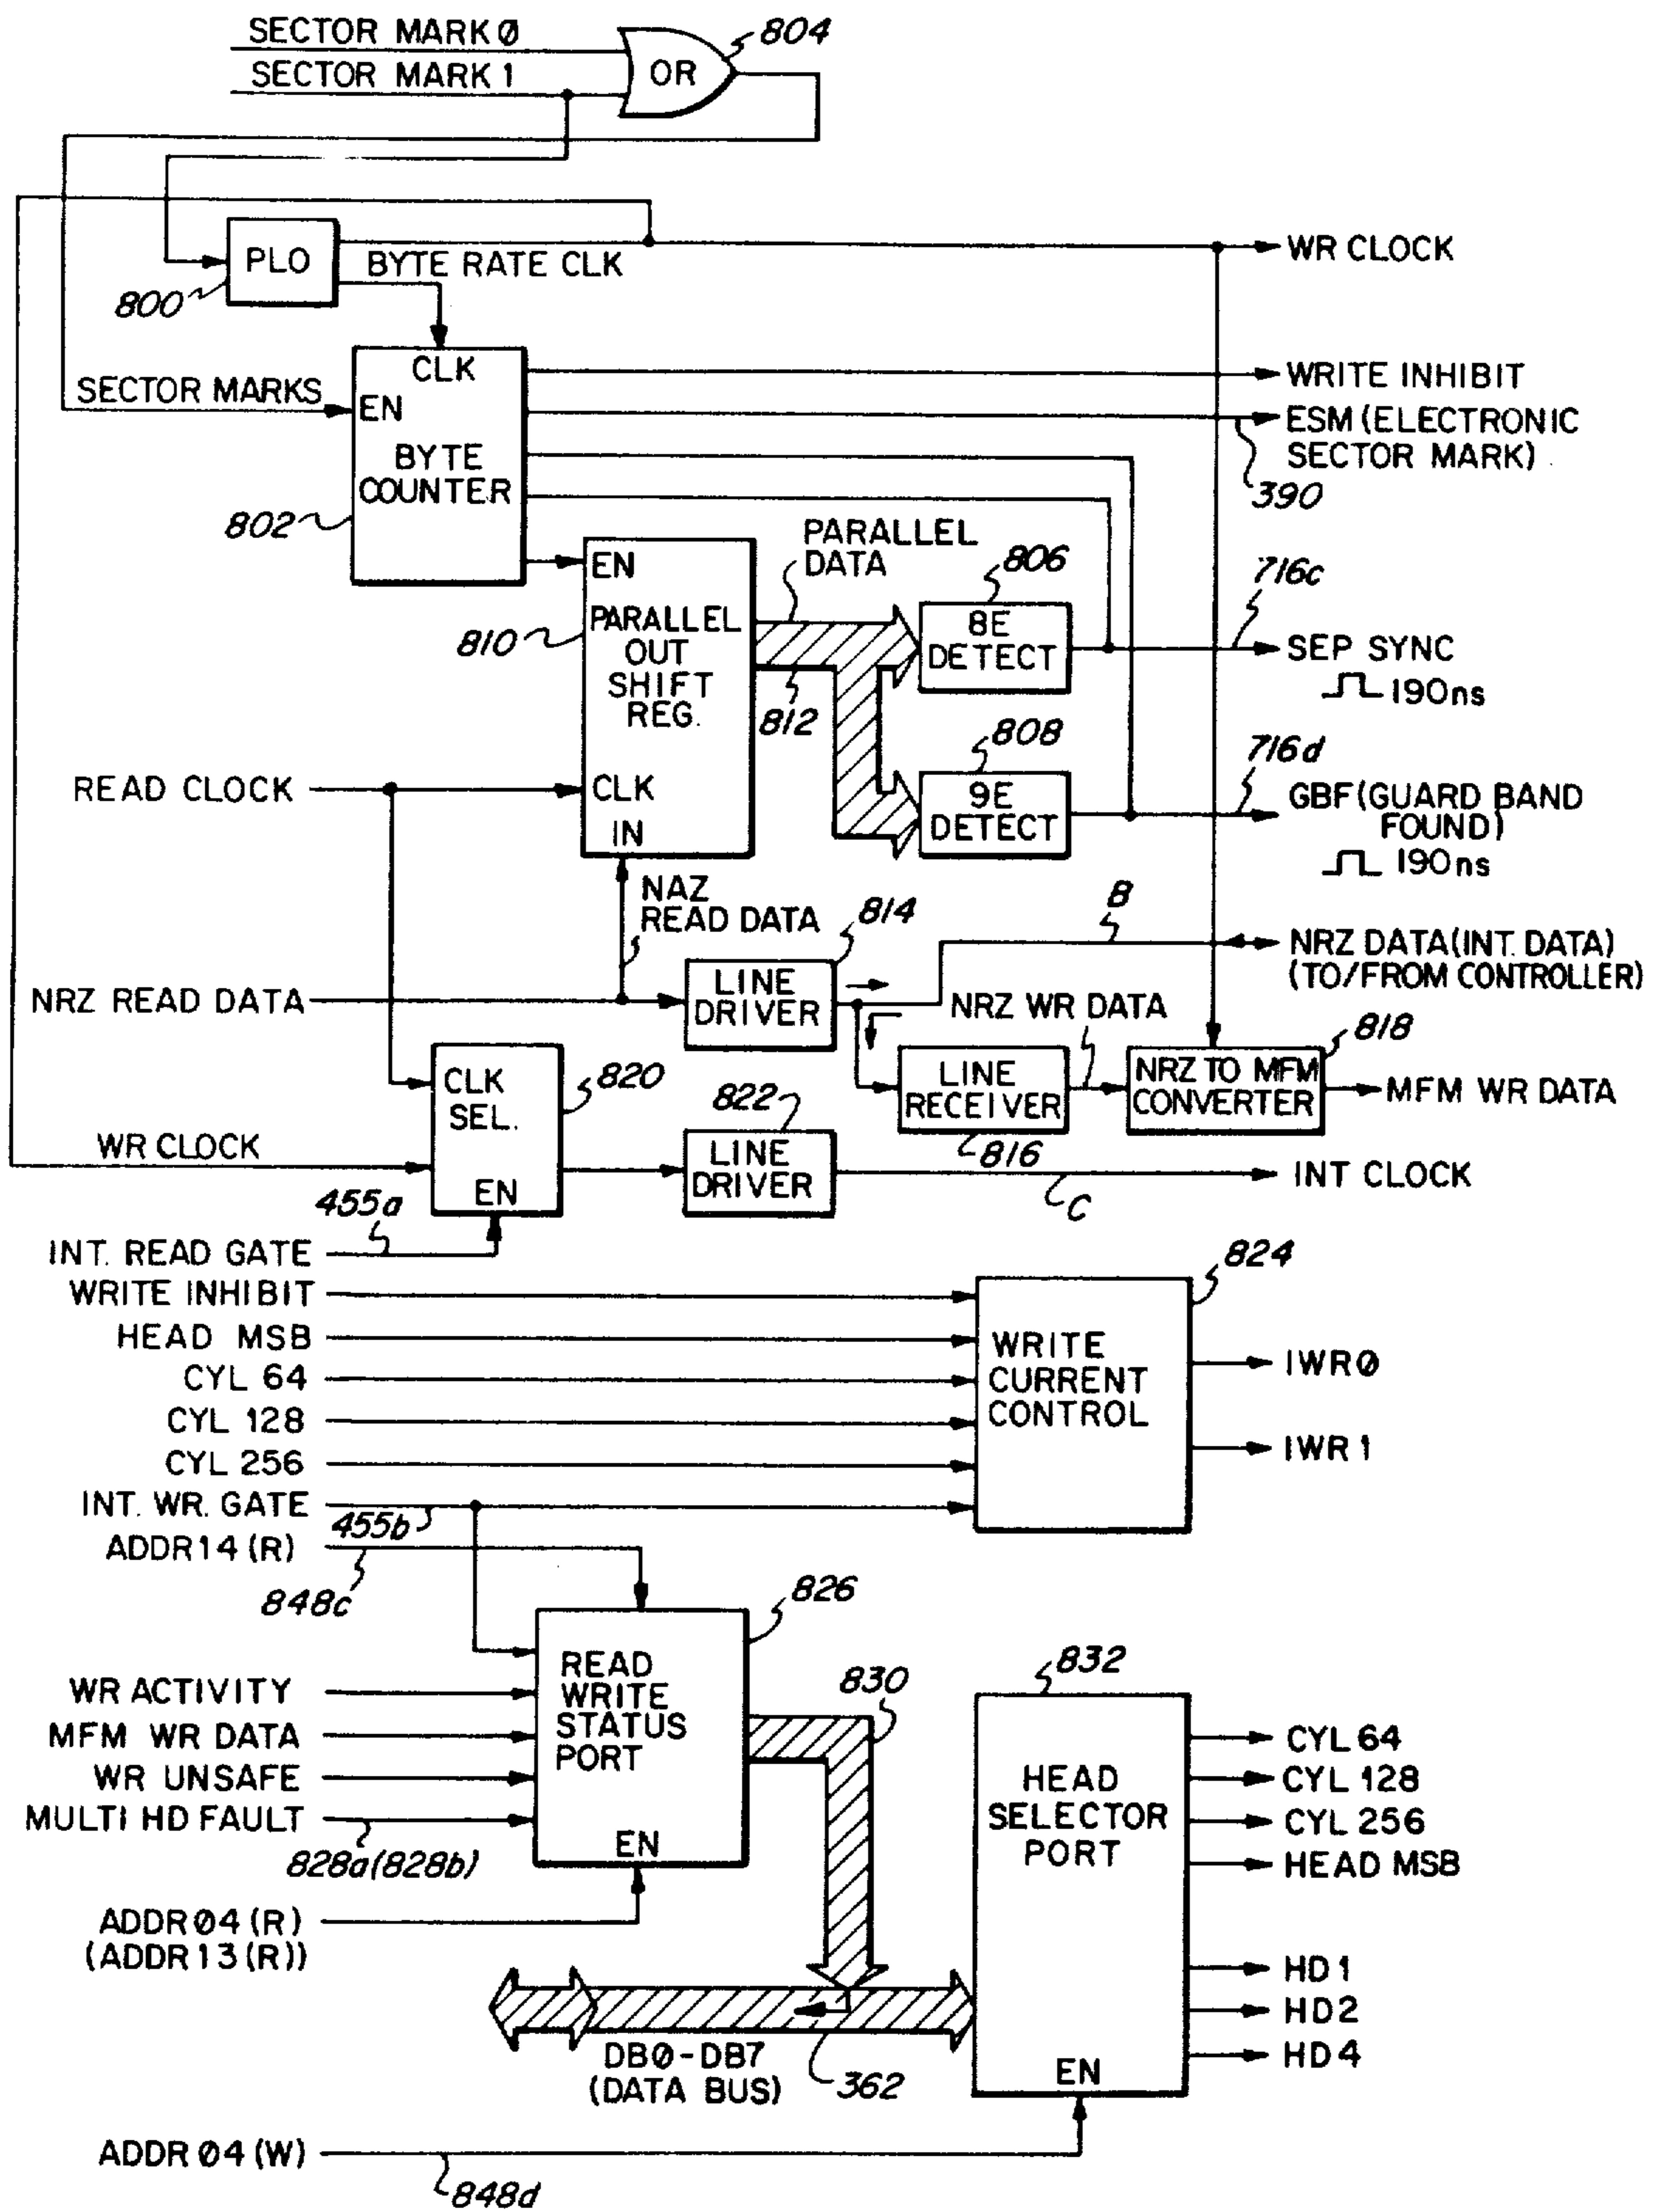 SECTOR MARK 0
SECTOR MARK 1
OR
804
PLO
800
BYTE RATE CLK
WR CLOCK
SECTOR MARKS
CLK
EN
BYTE
COUNTER
802
WRITE INHIBIT
ESM (ELECTRONIC
SECTOR MARK)
390
EN
PARALLEL
OUT
SHIFT
REG.
CLK
IN
810
PARALLEL
DATA
812
806
8E
DETECT
716c
SEP SYNC
190ns
808
9E
DETECT
716d
GBF (GUARD BAND
FOUND)
190ns
READ CLOCK
NAZ
READ DATA
NRZ READ DATA
814
LINE
DRIVER
B
NRZ DATA (INT. DATA)
(TO/FROM CONTROLLER)
NRZ WR DATA
LINE
RECEIVER
816
818
NRZ TO MFM
CONVERTER
MFM WR DATA
CLK
SEL.
EN
820
WR CLOCK
822
LINE
DRIVER
C
INT CLOCK
455a
INT. READ GATE
WRITE INHIBIT
HEAD MSB
CYL 64
CYL 128
CYL 256
INT. WR. GATE
455b
824
WRITE
CURRENT
CONTROL
IWR0
IWR1
ADDR14 (R)
848c
826
READ
WRITE
STATUS
PORT
EN
WR ACTIVITY
MFM WR DATA
WR UNSAFE
MULTI HD FAULT
828a (828b)
ADDR 04 (R)
(ADDR 13 (R))
830
832
HEAD
SELECTOR
PORT
EN
CYL 64
CYL 128
CYL 256
HEAD MSB
HD 1
HD 2
HD 4
DB0-DB7
(DATA BUS)
362
ADDR 04 (W)
848d